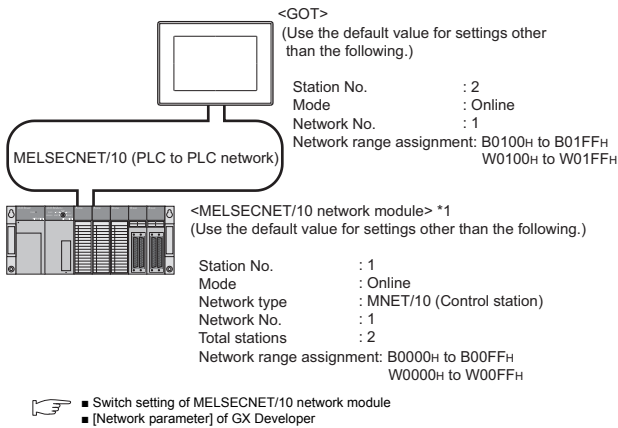 <GOT>
(Use the default value for settings other
than the following.)
Station No. : 2
Mode : Online
Network No. : 1
Network range assignment: B0100H to B01FFH
W0100H to W01FFH
MELSECNET/10 (PLC to PLC network)
<MELSECNET/10 network module> *1
(Use the default value for settings other than the following.)
Station No. : 1
Mode : Online
Network type : MNET/10 (Control station)
Network No. : 1
Total stations : 2
Network range assignment: B0000H to B00FFH
W0000H to W00FFH
■ Switch setting of MELSECNET/10 network module
■ [Network parameter] of GX Developer